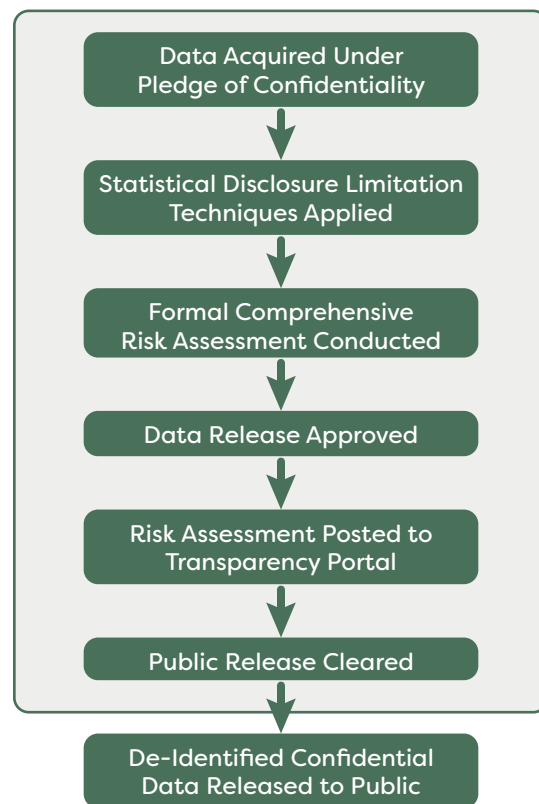 Data Acquired Under
Pledge of Confidentiality
Statistical Disclosure Limitation
Techniques Applied
Formal Comprehensive
Risk Assessment Conducted
Data Release Approved
Risk Assessment Posted to
Transparency Portal
Public Release Cleared
De-Identified Confidential
Data Released to Public